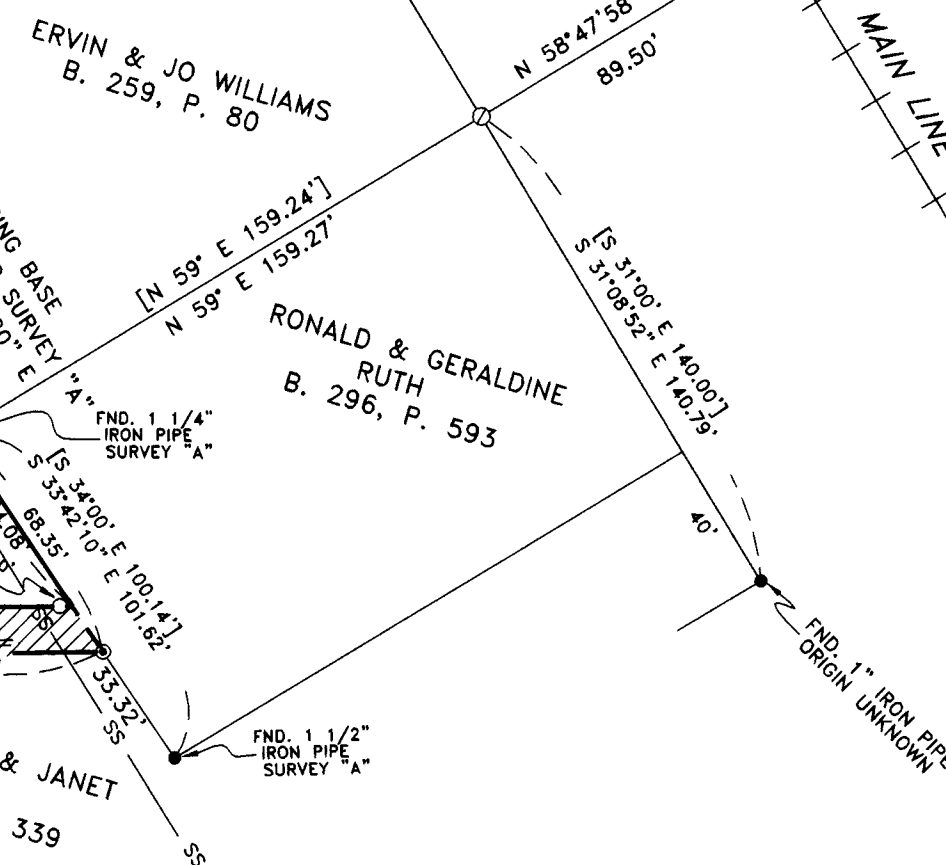 ERVIN & JO WILLIAMS
B. 259, P. 80
N 58°47'58
89.50'
MAIN LINE
[N 59° E 159.24']
N 59° E 159.27'
BASE
SURVEY "A"
E
[S 31°00' E 140.00']
S 31°08'52" E 140.79'
RONALD & GERALDINE
RUTH
B. 296, P. 593
FND. 1 1/4"
IRON PIPE
SURVEY "A"
[S 34°00' E 100.14']
S 33°42'10" E 101.62'
68.35'
40'
33.32'
SS
FND. 1 1/2"
IRON PIPE
SURVEY "A"
FND. 1" IRON PIPE
ORIGIN UNKNOWN
& JANET
339
SS